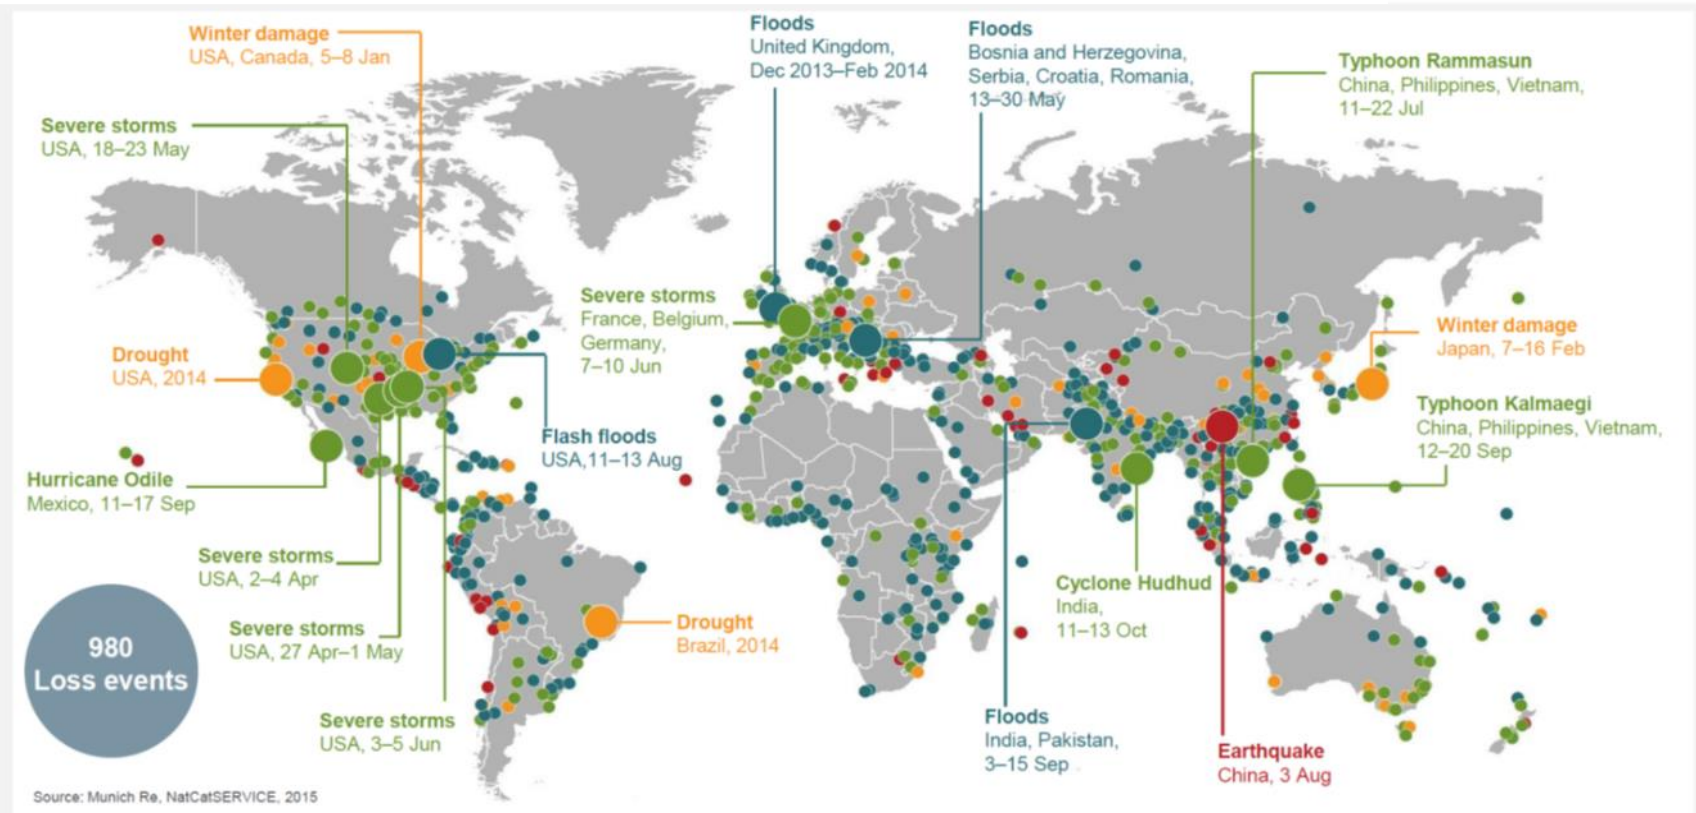 Winter damage
USA, Canada, 5–8 Jan
Floods
United Kingdom,
Dec 2013–Feb 2014
Floods
Bosnia and Herzegovina,
Serbia, Croatia, Romania,
13–30 May
Typhoon Rammasun
China, Philippines, Vietnam,
11–22 Jul
Severe storms
USA, 18–23 May
Severe storms
France, Belgium,
Germany,
7–10 Jun
Winter damage
Japan, 7–16 Feb
Drought
USA, 2014
Typhoon Kalmaegi
China, Philippines, Vietnam,
12–20 Sep
Flash floods
USA,11–13 Aug
Hurricane Odile
Mexico, 11–17 Sep
Severe storms
USA, 2–4 Apr
Cyclone Hudhud
India,
11–13 Oct
Severe storms
USA, 27 Apr–1 May
Drought
Brazil, 2014
980
Loss events
Severe storms
USA, 3–5 Jun
Floods
India, Pakistan,
3–15 Sep
Earthquake
China, 3 Aug
Source: Munich Re, NatCatSERVICE, 2015